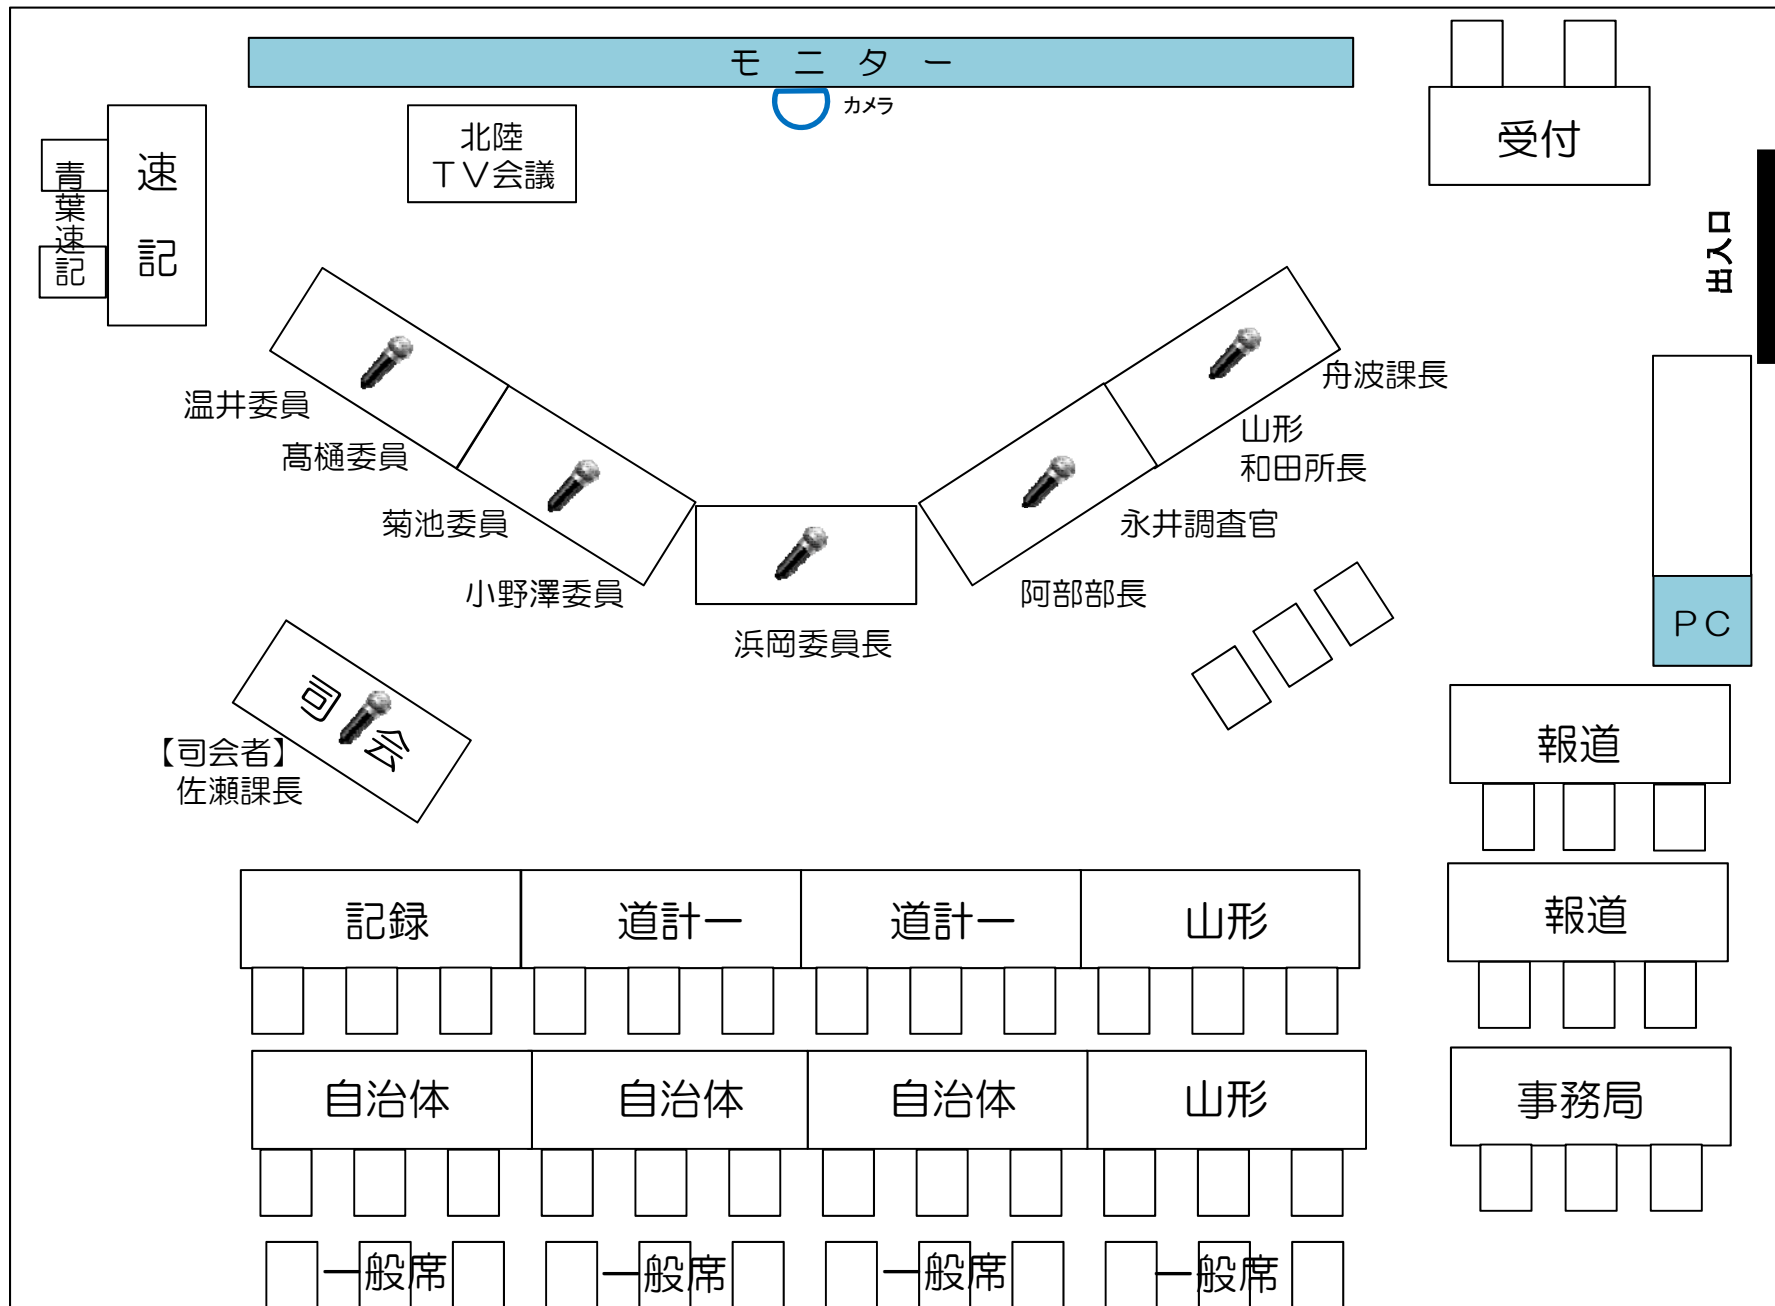 モニター
カメラ
受付
北陸
ＴＶ会議
速記
青葉速記
出入口
温井委員
髙樋委員
菊池委員
小野澤委員
浜岡委員長
阿部部長
永井調査官
山形
和田所長
舟波課長
ＰＣ
司会
【司会者】
佐瀬課長
報道
報道
事務局
記録
道計一
道計一
山形
自治体
自治体
自治体
山形
一般席
一般席
一般席
一般席